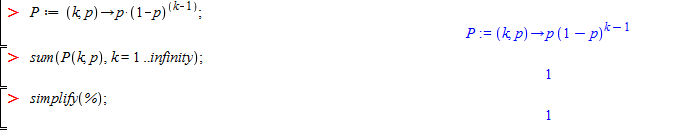 > P := (k, p)→p·(1-p)^(k-1);
P := (k, p)→p (1 − p)^k − 1
> sum(P(k, p), k = 1 ..infinity);
1
> simplify(%);
1